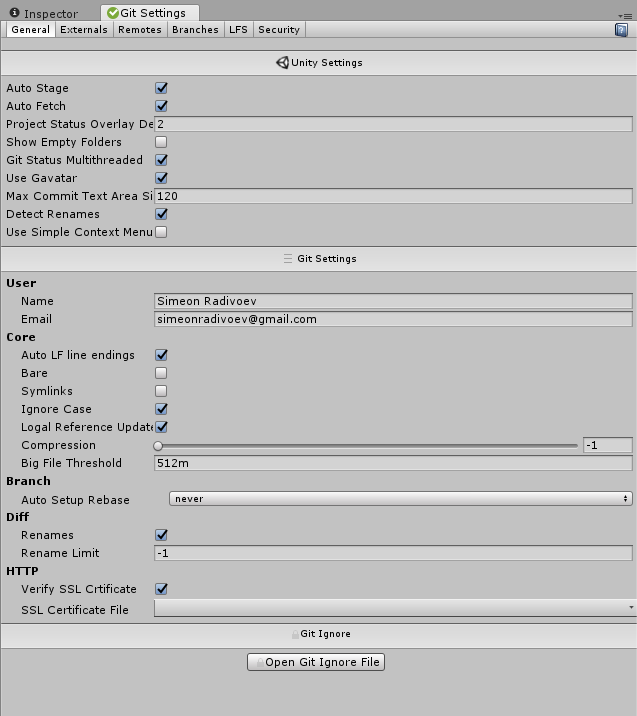 Inspector Git Settings
General Externals Remotes Branches LFS Security
Unity Settings
Auto Stage
Auto Fetch
Project Status Overlay De 2
Show Empty Folders
Git Status Multithreaded
Use Gavatar
Max Commit Text Area Si 120
Detect Renames
Use Simple Context Menu
Git Settings
User
Name Simeon Radivoev
Email simeonradivoev@gmail.com
Core
Auto LF line endings
Bare
Symlinks
Ignore Case
Logal Reference Update
Compression -1
Big File Threshold 512m
Branch
Auto Setup Rebase never
Diff
Renames
Rename Limit -1
HTTP
Verify SSL Crtificate
SSL Certificate File
Git Ignore
Open Git Ignore File